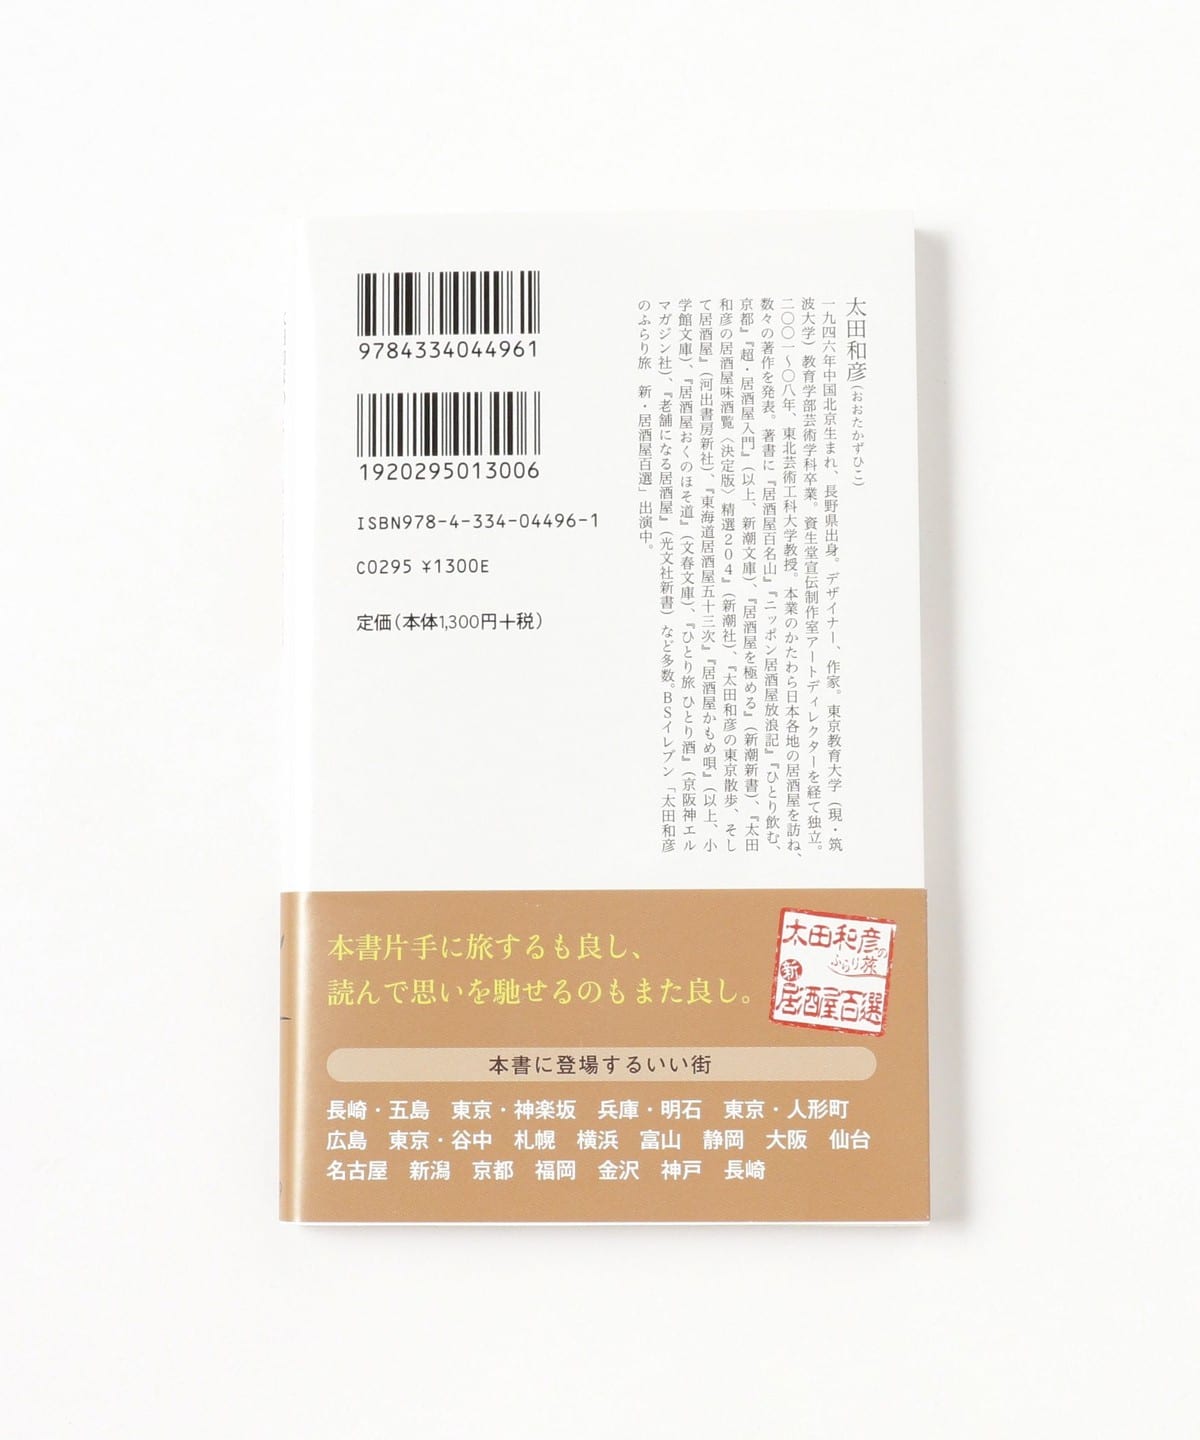 9784334044961
1920295013006
ISBN978-4-334-04496-1
C0295 ¥1300E
定価(本体1,300円+税)
太田和彦(おおたかずひこ)
一九四六年中国北京生まれ、長野県出身。デザイナー、作家。東京教育大学(現・筑
波大学)教育学部芸術学科卒業。資生堂宣伝制作室アートディレクターを経て独立。
二〇〇一〜〇八年、東北芸術工科大学教授。本業のかたわら日本各地の居酒屋を訪ね、
数々の著作を発表。著書に『居酒屋百名山』『ニッポン居酒屋放浪記』『ひとり飲む、
京都』『超・居酒屋入門』(以上、新潮文庫)、『居酒屋を極める』(新潮新書)、『太田
和彦の居酒屋味酒覧〈決定版〉精選204』(新潮社)、『太田和彦の東京散歩、そし
て居酒屋』(河出書房新社)、『東海道居酒屋五十三次』『居酒屋かもめ唄』(以上、小
学館文庫)、『居酒屋おくのほそ道』(文春文庫)、『ひとり旅 ひとり酒』(京阪神エル
マガジン社)、『老舗になる居酒屋』(光文社新書)など多数。BSイレブン「太田和彦
のふらり旅 新・居酒屋百選」出演中。
本書片手に旅するも良し、
読んで思いを馳せるのもまた良し。
太田和彦の
ふらり旅
新
居酒屋百選
本書に登場するいい街
長崎・五島 東京・神楽坂 兵庫・明石 東京・人形町
広島 東京・谷中 札幌 横浜 富山 静岡 大阪 仙台
名古屋 新潟 京都 福岡 金沢 神戸 長崎